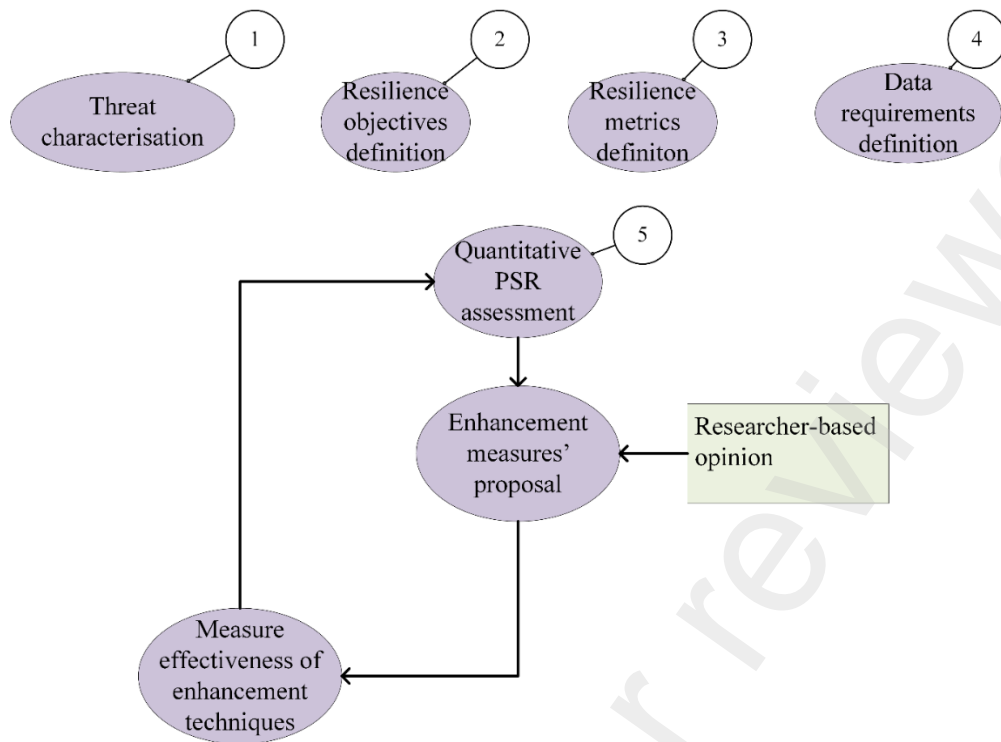 1
2
3
4
Threat
characterisation
Resilience
objectives
definition
Resilience
metrics
definiton
Data
requirements
definition
5
Quantitative
PSR
assessment
Enhancement
measures’
proposal
Researcher-based
opinion
Measure
effectiveness of
enhancement
techniques
r review